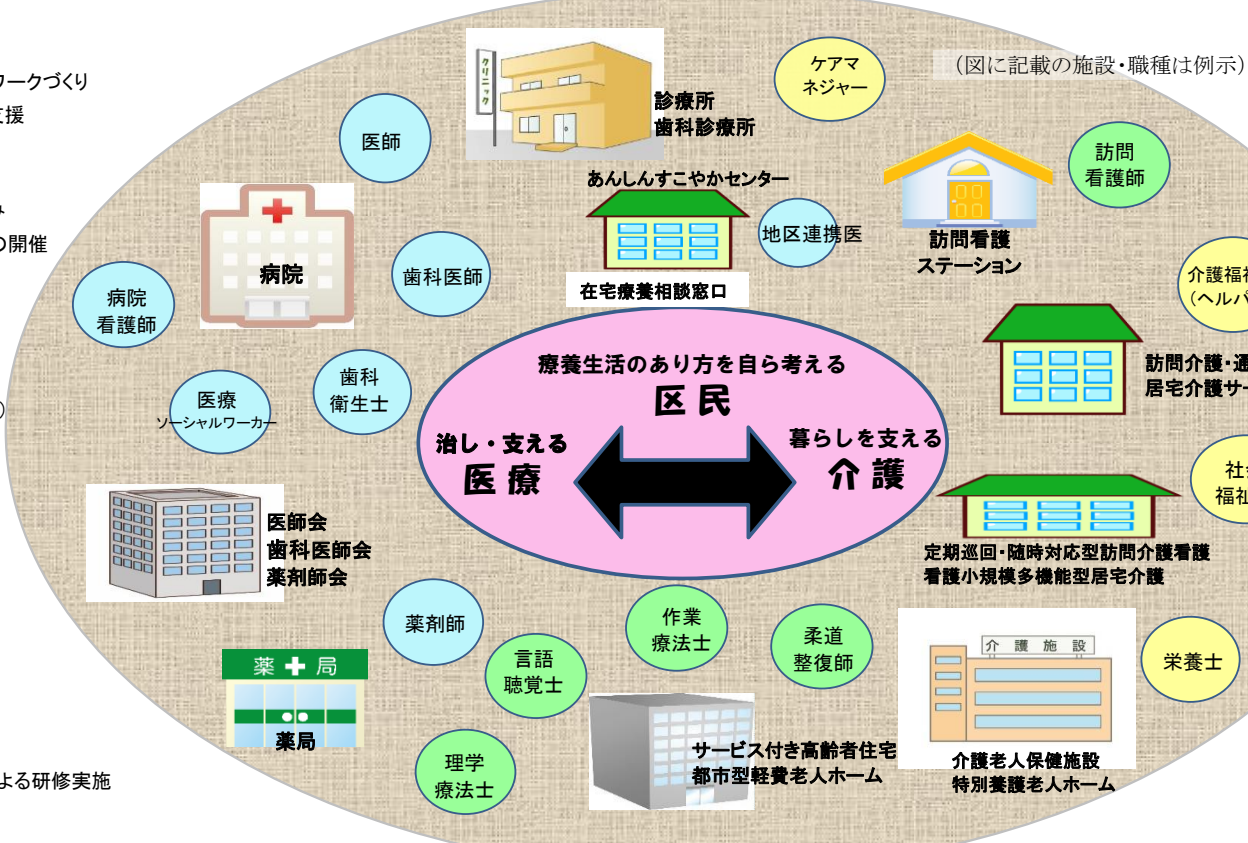 ワークづくり
支援
の開催
よる研修実施
（図に記載の施設・職種は例示）
クリニック
診療所
歯科診療所
ケアマ
ネジャー
医師
訪問
看護師
あんしんすこやかセンター
地区連携医
在宅療養相談窓口
訪問看護
ステーション
病院
歯科医師
病院
看護師
介護福
（ヘルパ
訪問介護・通
居宅介護サー
歯科
衛生士
医療
ソーシャルワーカー
療養生活のあり方を自ら考える
区民
治し・支える
医療
暮らしを支える
介護
社会
福祉
定期巡回・随時対応型訪問介護看護
看護小規模多機能型居宅介護
医師会
歯科医師会
薬剤師会
薬剤師
作業
療法士
柔道
整復師
言語
聴覚士
介護施設
栄養士
薬局
薬局
理学
療法士
サービス付き高齢者住宅
都市型軽費老人ホーム
介護老人保健施設
特別養護老人ホーム